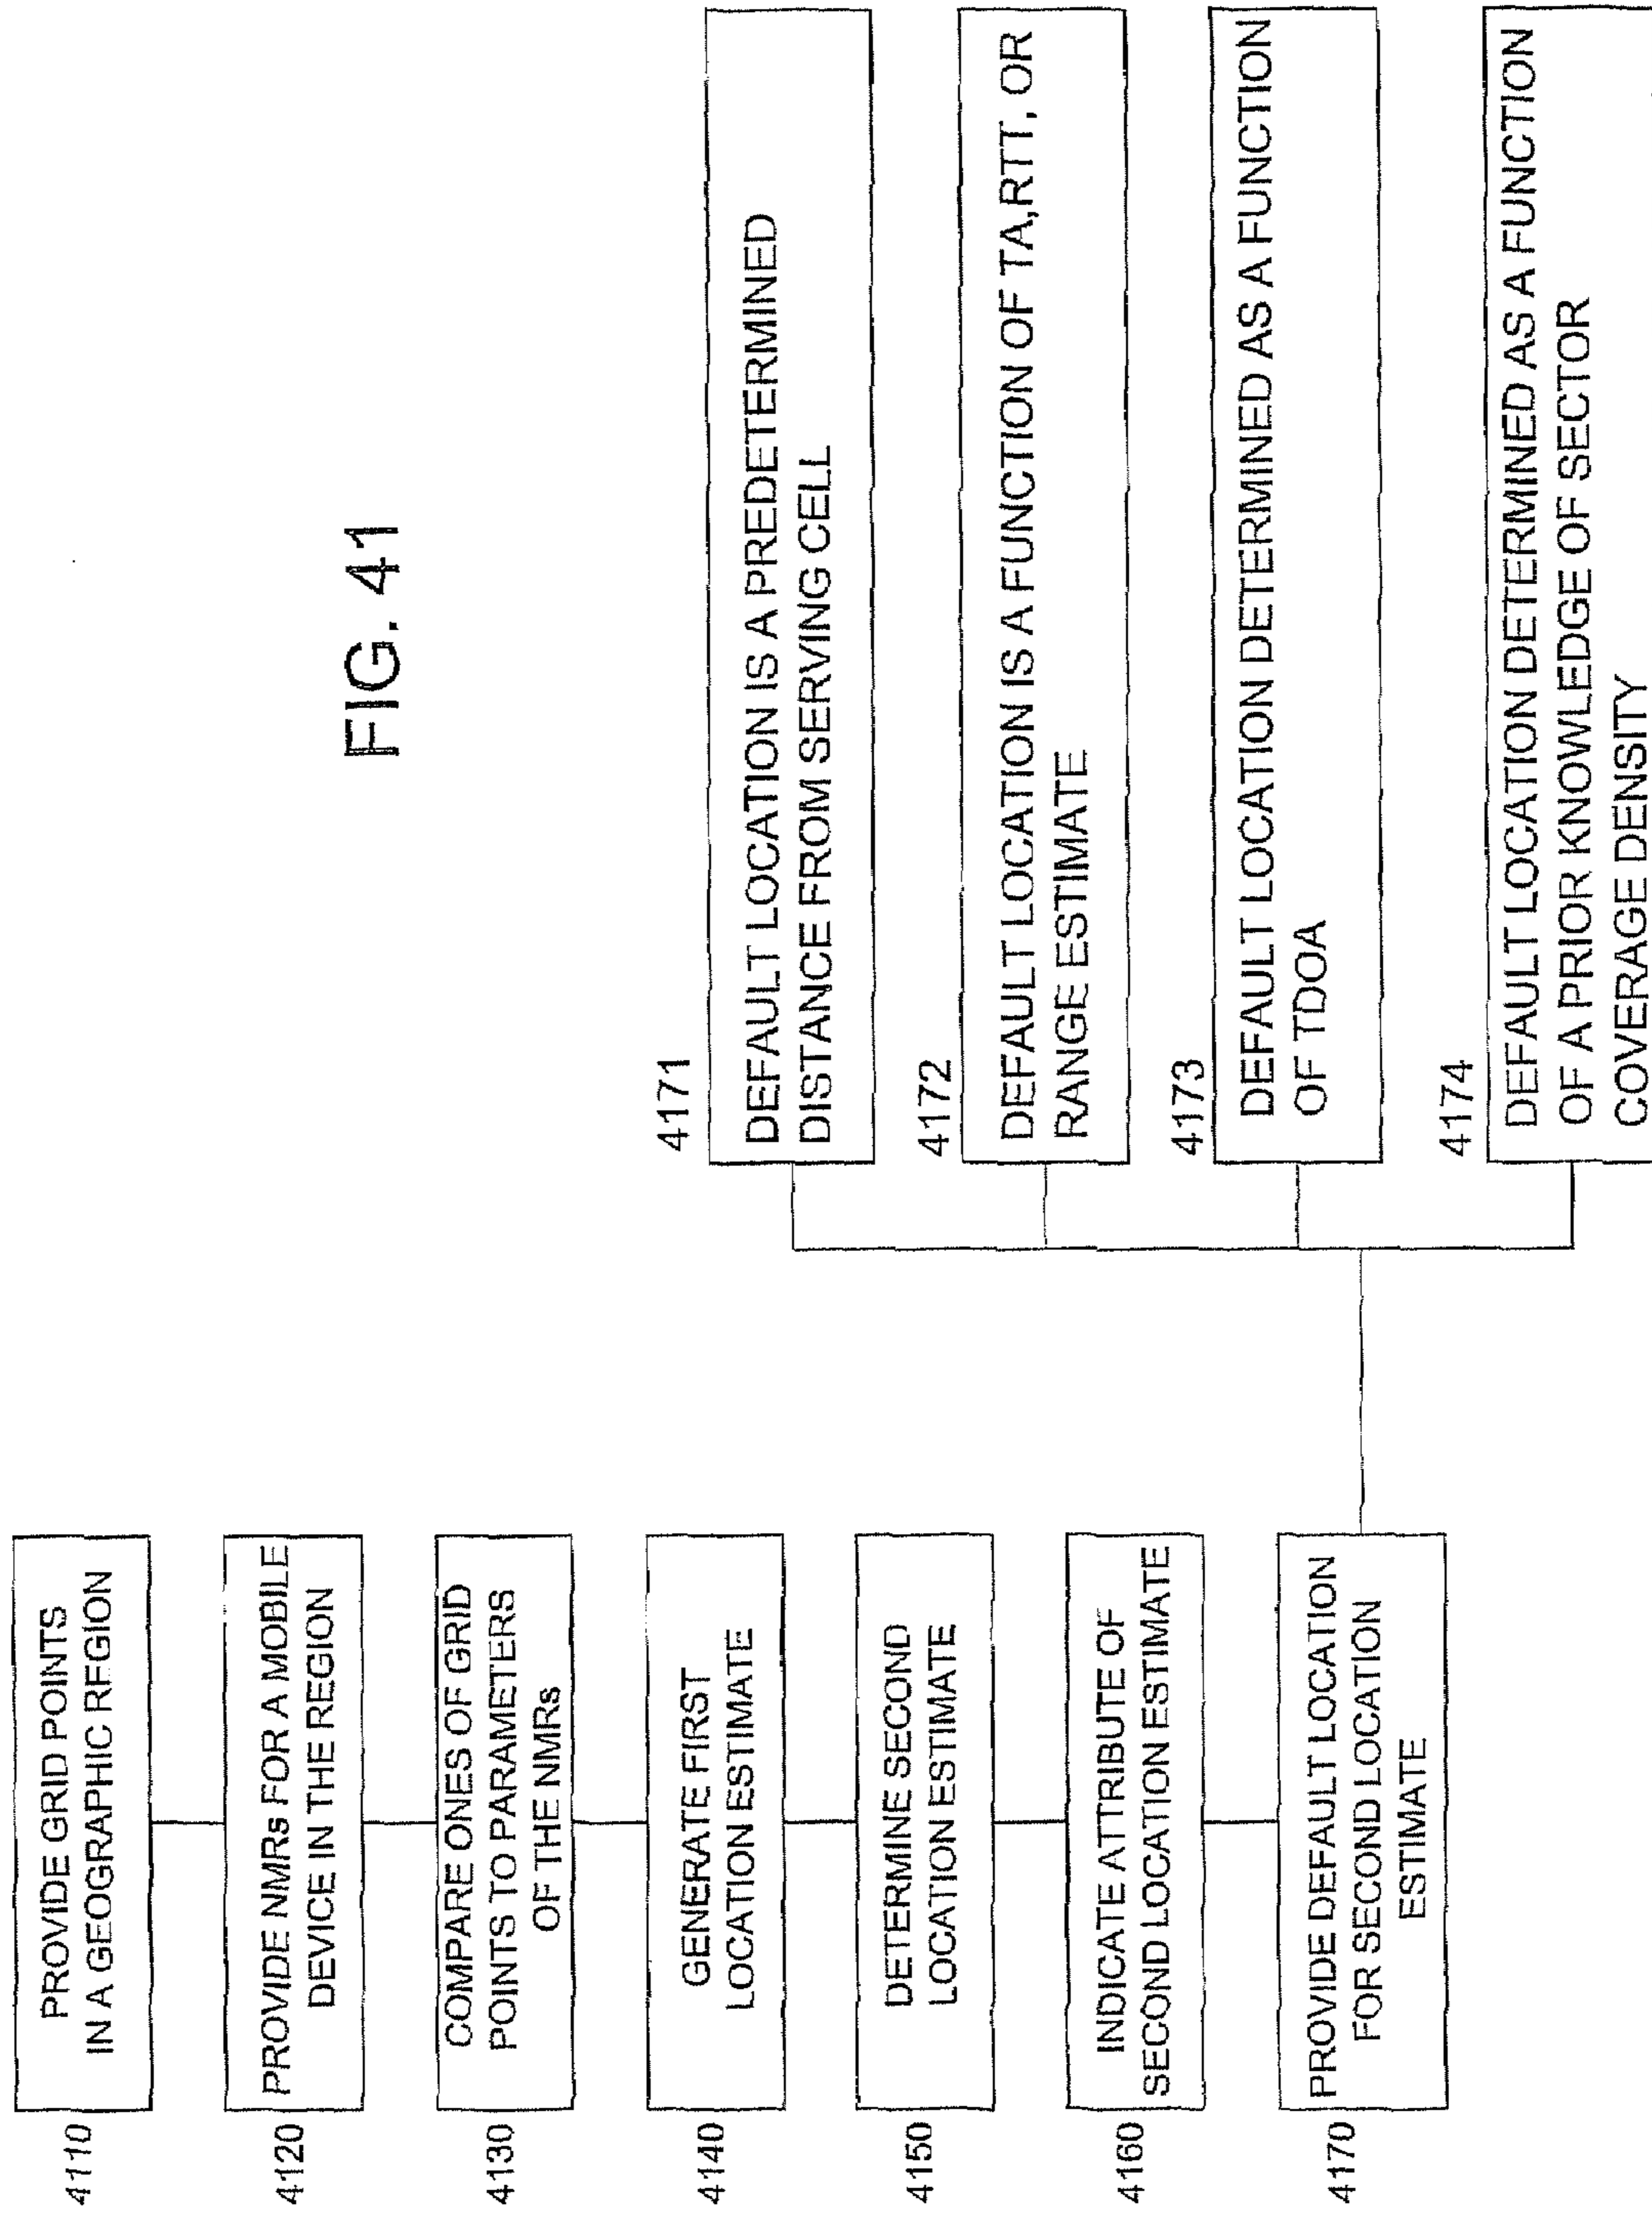 4110
PROVIDE GRID POINTS
IN A GEOGRAPHIC REGION
4120
PROVIDE NMRs FOR A MOBILE
DEVICE IN THE REGION
4130
COMPARE ONES OF GRID
POINTS TO PARAMETERS
OF THE NMRs
4140
GENERATE FIRST
LOCATION ESTIMATE
4150
DETERMINE SECOND
LOCATION ESTIMATE
4160
INDICATE ATTRIBUTE OF
SECOND LOCATION ESTIMATE
4170
PROVIDE DEFAULT LOCATION
FOR SECOND LOCATION
ESTIMATE
FIG. 41
4171
DEFAULT LOCATION IS A PREDETERMINED
DISTANCE FROM SERVING CELL
4172
DEFAULT LOCATION IS A FUNCTION OF TA,RTT, OR
RANGE ESTIMATE
4173
DEFAULT LOCATION DETERMINED AS A FUNCTION
OF TDOA
4174
DEFAULT LOCATION DETERMINED AS A FUNCTION
OF A PRIOR KNOWLEDGE OF SECTOR
COVERAGE DENSITY